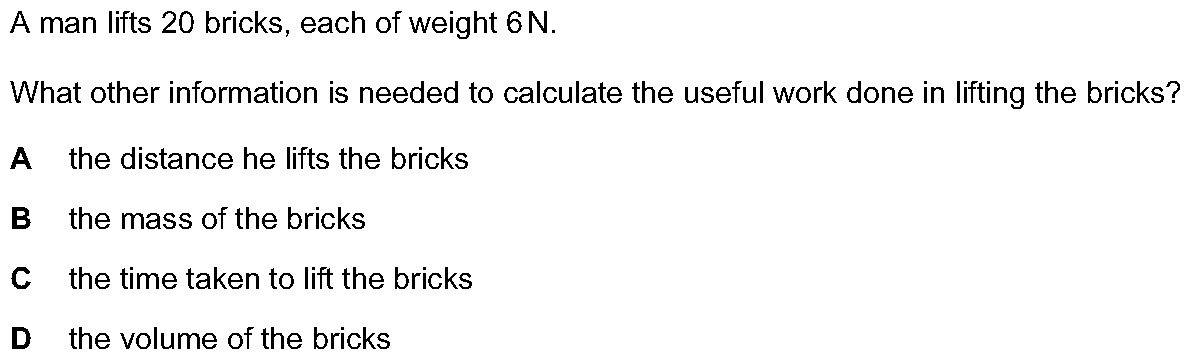 A man lifts 20 bricks, each of weight 6 N.
What other information is needed to calculate the useful work done in lifting the bricks?
A the distance he lifts the bricks
B the mass of the bricks
C the time taken to lift the bricks
D the volume of the bricks